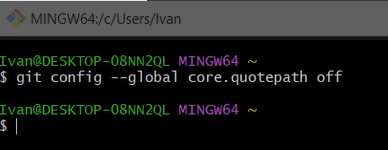 MINGW64:/c/Users/Ivan
Ivan@DESKTOP-08NN2QL MINGW64 ~
$ git config --global core.quotepath off
Ivan@DESKTOP-08NN2QL MINGW64 ~
$